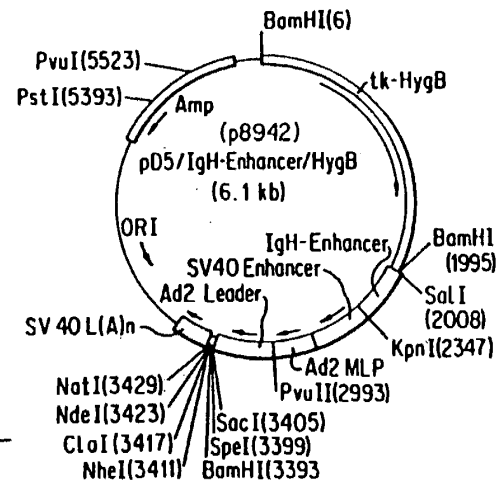 BamHI(6)
PvuI(5523)
PstI(5393)
tk-HygB
Amp
(p8942)
pD5/IgH-Enhancer/HygB
(6.1 kb)
ORI
IgH-Enhancer
BamHI
(1995)
SV40 Enhancer
Ad2 Leader
SalI
(2008)
SV 40 L(A)n
KpnI(2347)
Ad2 MLP
NatI(3429)
PvuII(2993)
NdeI(3423)
SacI(3405)
ClaI(3417)
SpeI(3399)
NheI(3411)
BamHI(3393